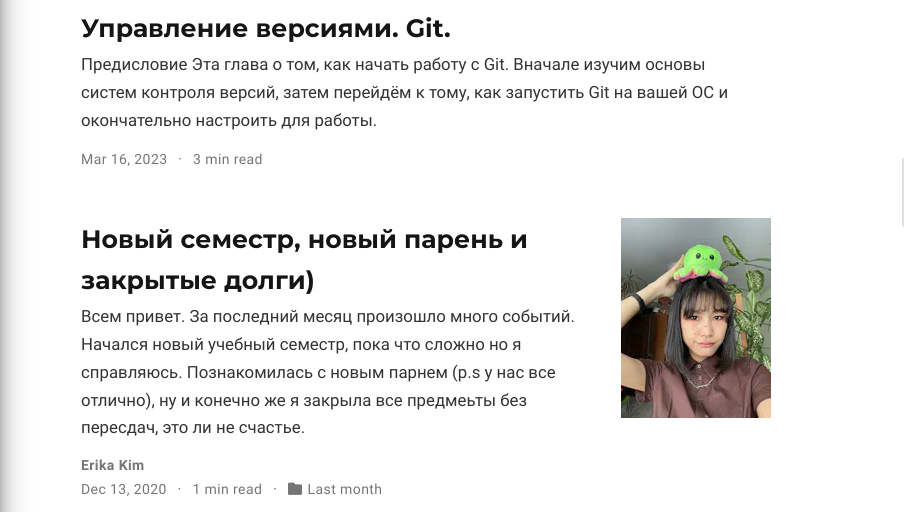 Управление версиями. Git.
Предисловие Эта глава о том, как начать работу с Git. Вначале изучим основы
систем контроля версий, затем перейдём к тому, как запустить Git на вашей ОС и
окончательно настроить для работы.
Mar 16, 2023 · 3 min read
Новый семестр, новый парень и
закрытые долги)
Всем привет. За последний месяц произошло много событий.
Начался новый учебный семестр, пока что сложно но я
справляюсь. Познакомилась с новым парнем (p.s у нас все
отлично), ну и конечно же я закрыла все предмеьты без
пересдач, это ли не счастье.
Erika Kim
Dec 13, 2020 · 1 min read · Last month